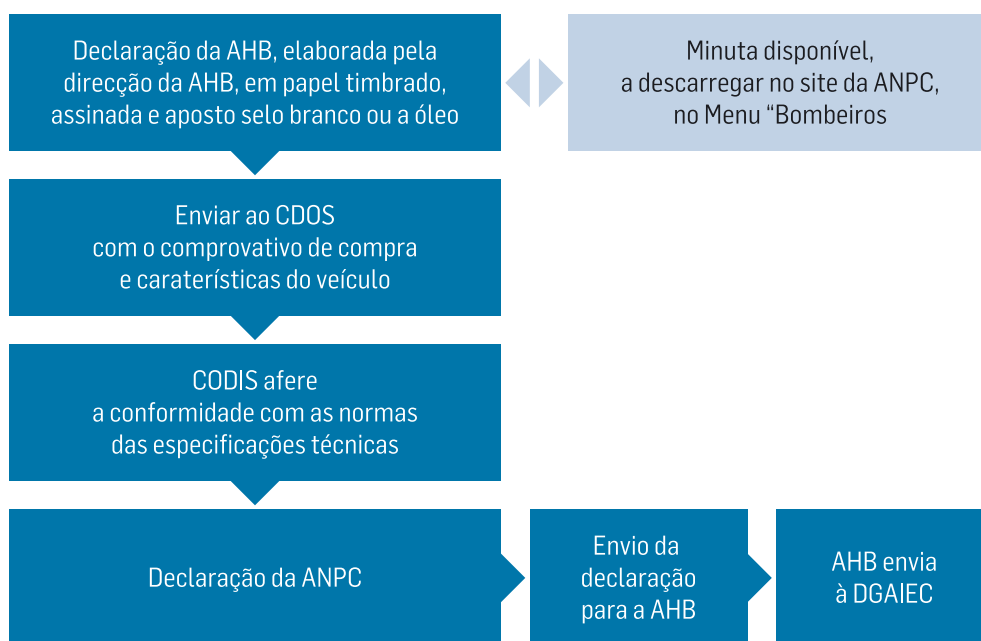 Declaração da AHB, elaborada pela
direcção da AHB, em papel timbrado,
assinada e aposto selo branco ou a óleo
Minuta disponível,
a descarregar no site da ANPC,
no Menu “Bombeiros
Enviar ao CDOS
com o comprovativo de compra
e caraterísticas do veículo
CODIS afere
a conformidade com as normas
das especificações técnicas
Declaração da ANPC
Envio da
declaração
para a AHB
AHB envia
à DGAIEC